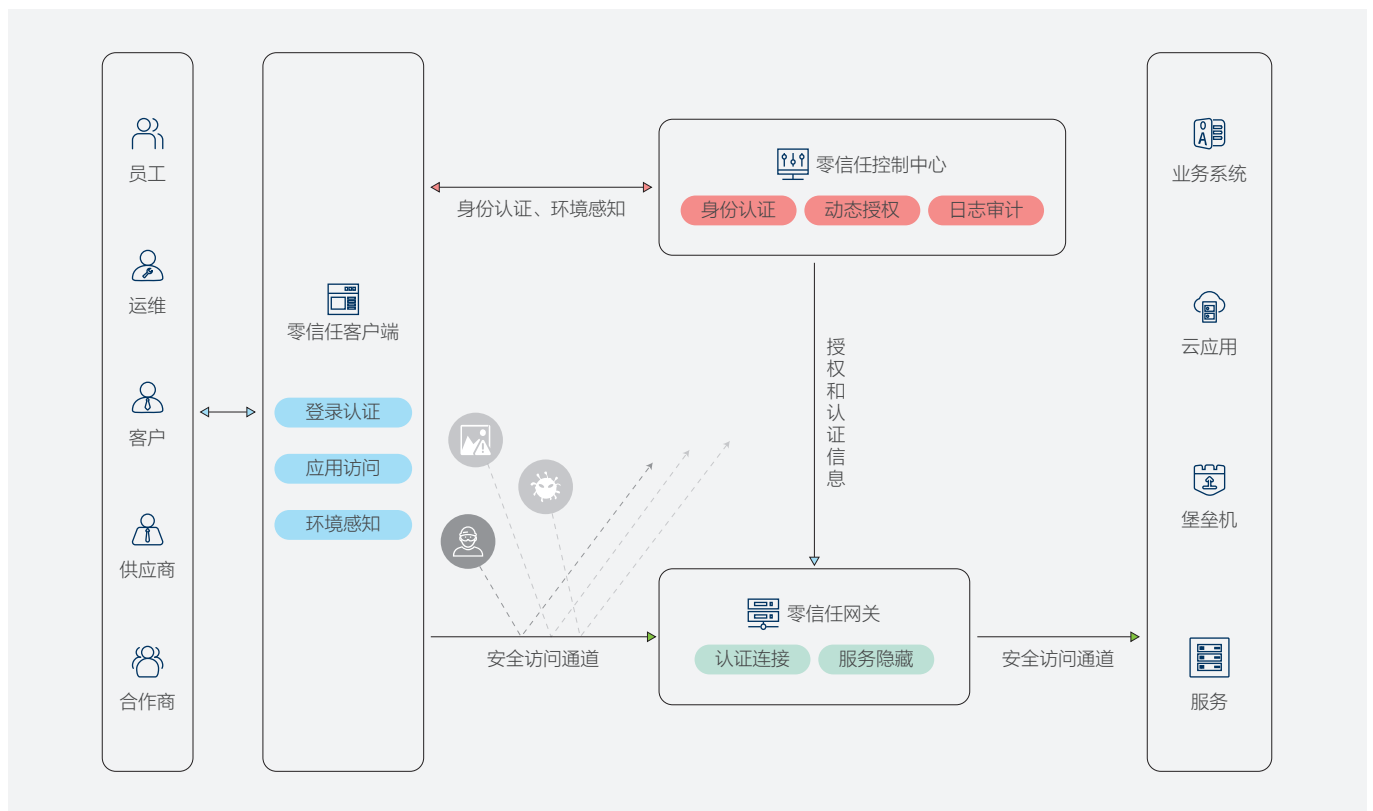 员工
运维
客户
供应商
合作商
零信任客户端
登录认证
应用访问
环境感知
身份认证、环境感知
零信任控制中心
身份认证
动态授权
日志审计
授权和认证信息
安全访问通道
零信任网关
认证连接
服务隐藏
安全访问通道
OA
业务系统
云应用
堡垒机
服务